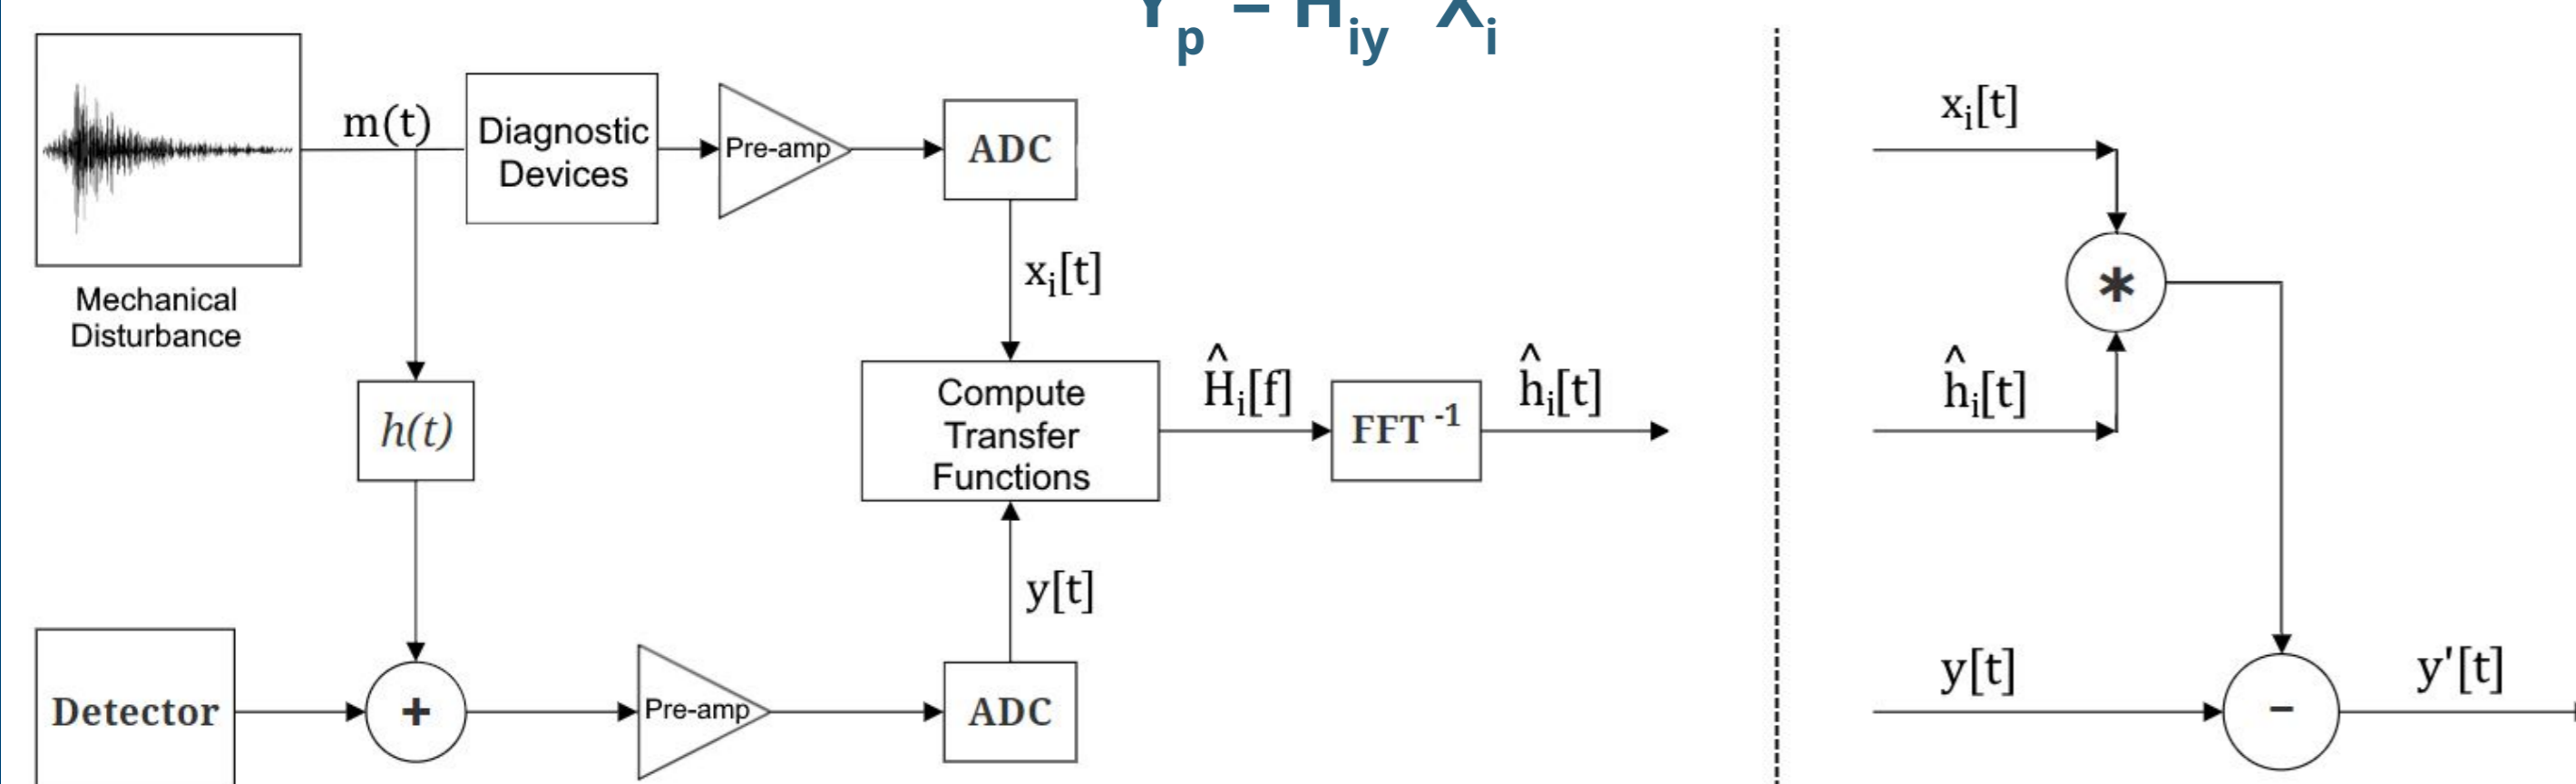 Y_p = H_iy X_i
m(t)
Diagnostic
Devices
Pre-amp
ADC
Mechanical
Disturbance
x_i[t]
h(t)
Compute
Transfer
Functions
Ĥ_i[f]
FFT ⁻¹
ĥ_i[t]
y[t]
Detector
+
Pre-amp
ADC
x_i[t]
*
ĥ_i[t]
y[t]
-
y'[t]